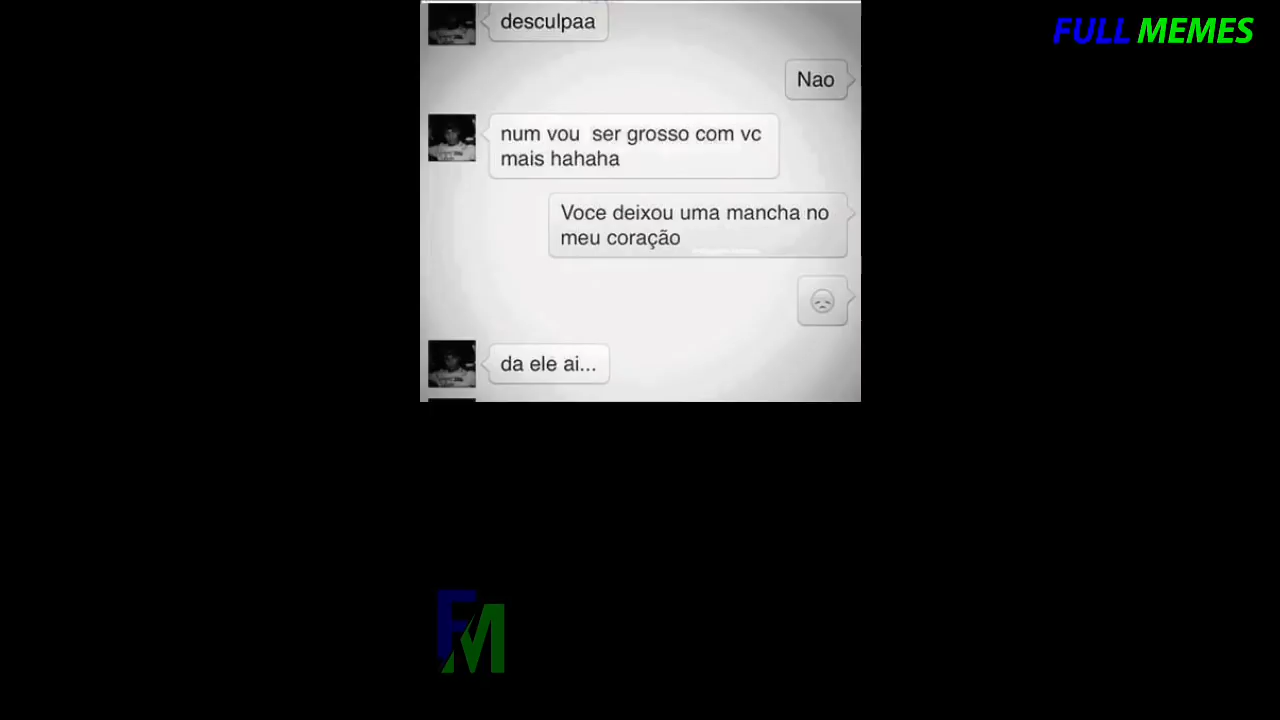 desculpaa
FULL MEMES
Nao
num vou  ser grosso com vc
mais hahaha
Voce deixou uma mancha no
meu coração
da ele ai...
FM